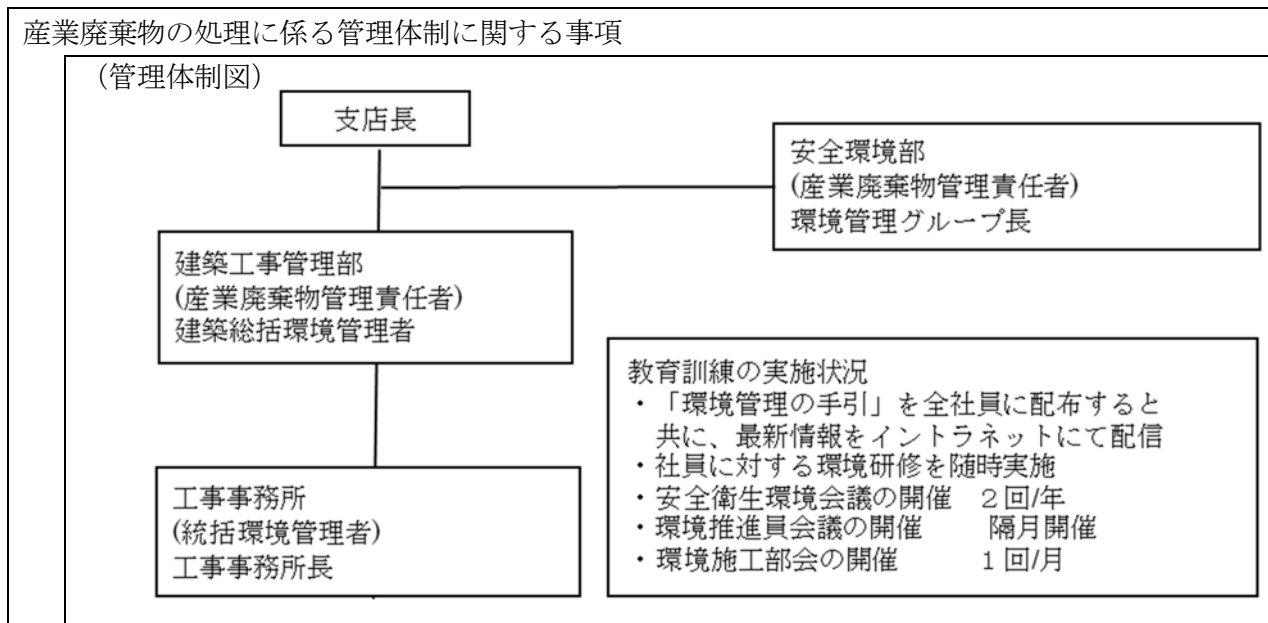 産業廃棄物の処理に係る管理体制に関する事項
（管理体制図）
支店長
安全環境部
(産業廃棄物管理責任者)
環境管理グループ長
建築工事管理部
(産業廃棄物管理責任者)
建築総括環境管理者
教育訓練の実施状況
・「環境管理の手引」を全社員に配布すると
共に、最新情報をイントラネットにて配信
・社員に対する環境研修を随時実施
・安全衛生環境会議の開催　２回/年
・環境推進員会議の開催　　隔月開催
・環境施工部会の開催　　　１回/月
工事事務所
(統括環境管理者)
工事事務所長